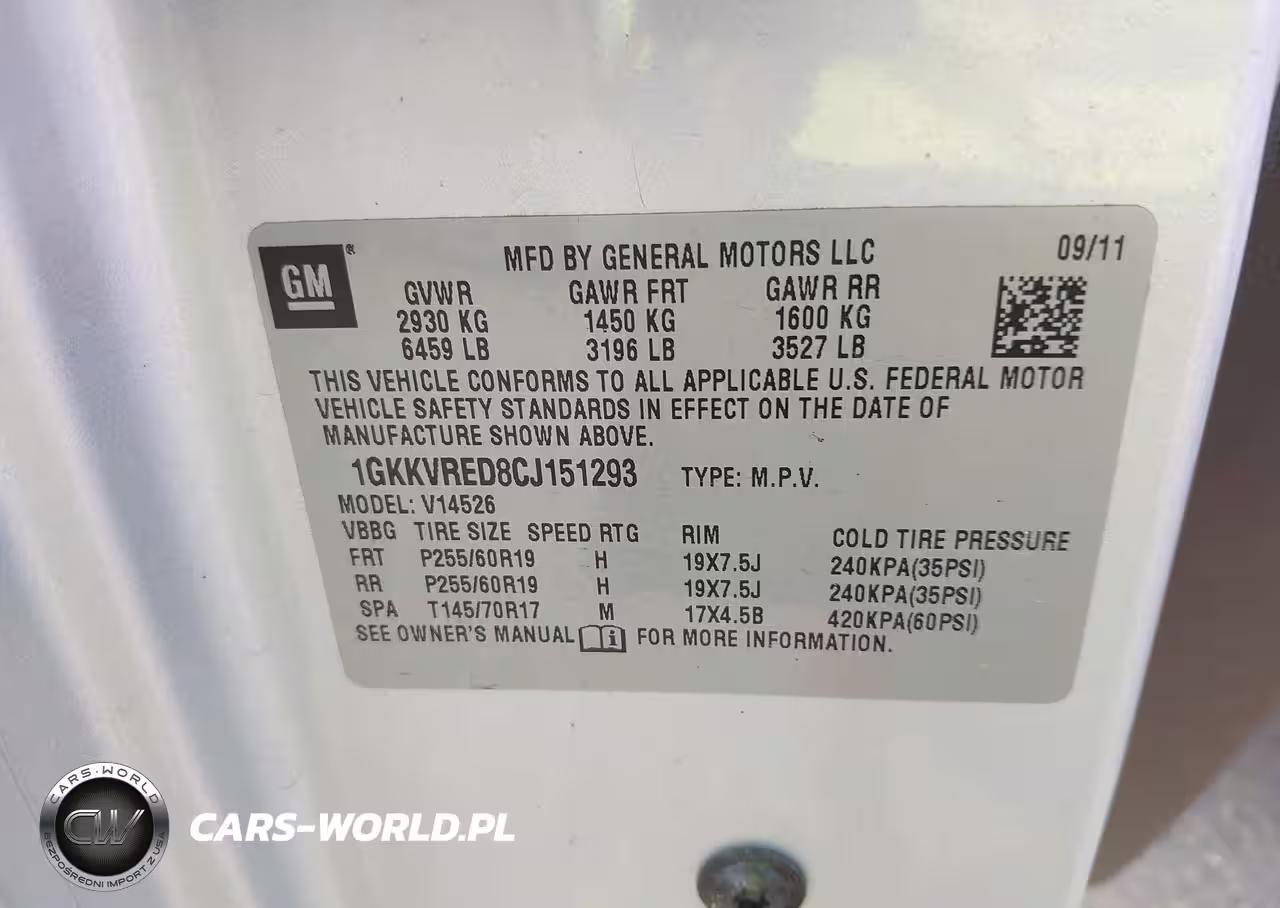 GM ®
MFD BY GENERAL MOTORS LLC
09/11
GVWR GAWR FRT GAWR RR
2930 KG 1450 KG 1600 KG
6459 LB 3196 LB 3527 LB
THIS VEHICLE CONFORMS TO ALL APPLICABLE U.S. FEDERAL MOTOR
VEHICLE SAFETY STANDARDS IN EFFECT ON THE DATE OF
MANUFACTURE SHOWN ABOVE.
1GKKVRED8CJ151293 TYPE: M.P.V.
MODEL: V14526
VBBG TIRE SIZE SPEED RTG RIM COLD TIRE PRESSURE
FRT P255/60R19 H 19X7.5J 240KPA(35PSI)
RR P255/60R19 H 19X7.5J 240KPA(35PSI)
SPA T145/70R17 M 17X4.5B 420KPA(60PSI)
SEE OWNER'S MANUAL i FOR MORE INFORMATION.
CARS-WORLD
CW
BEZPOŚREDNI IMPORT Z USA
CARS-WORLD.PL